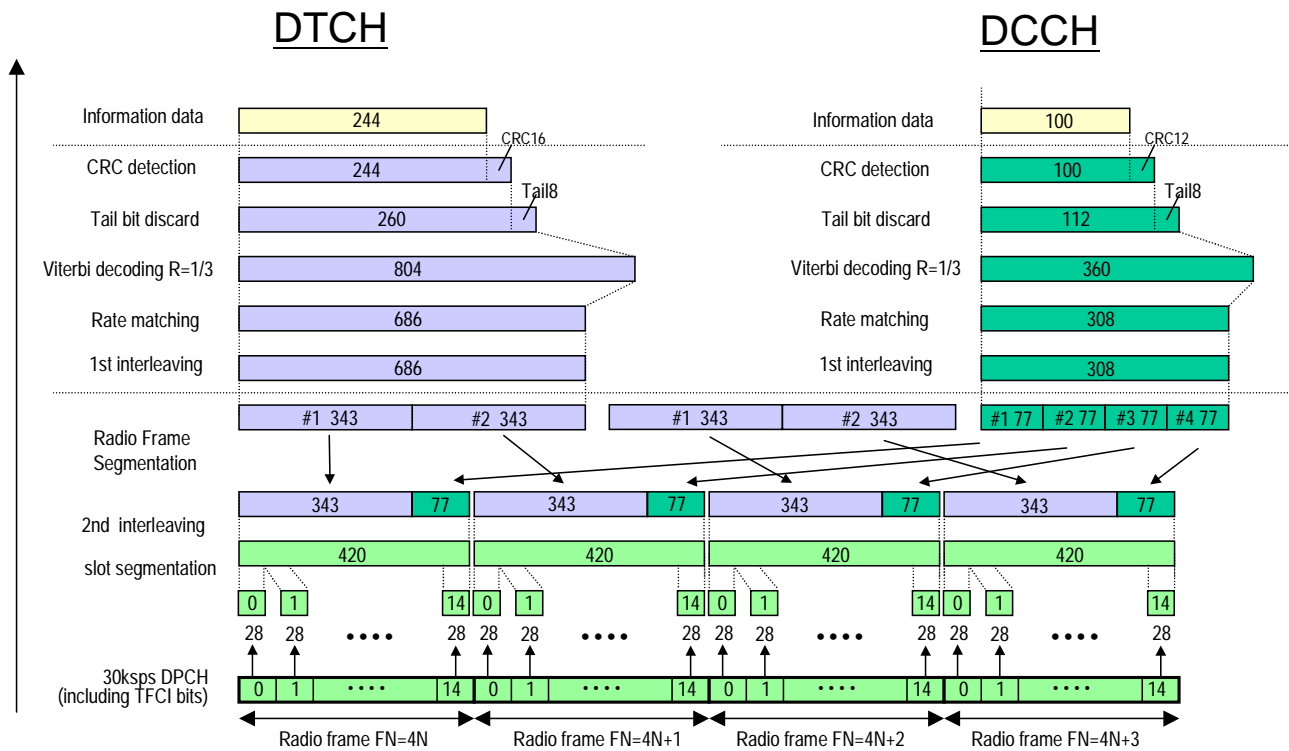 DTCH DCCH
Information data 244 Information data 100
CRC16 CRC12
CRC detection 244 CRC detection 100
Tail8 Tail8
Tail bit discard 260 Tail bit discard 112
Viterbi decoding R=1/3 804 Viterbi decoding R=1/3 360
Rate matching 686 Rate matching 308
1st interleaving 686 1st interleaving 308
#1 343 #2 343 #1 343 #2 343 #1 77 #2 77 #3 77 #4 77
Radio Frame
Segmentation
343 77 343 77 343 77 343 77
2nd interleaving
420 420 420 420
slot segmentation
0 1 14 0 1 14 0 1 14 0 1 14
28 28 •••• 28 28 28 •••• 28 28 28 •••• 28 28 28 •••• 28
30ksps DPCH
(including TFCI bits)
0 1 •••• 14 0 1 •••• 14 0 1 •••• 14 0 1 •••• 14
Radio frame FN=4N Radio frame FN=4N+1 Radio frame FN=4N+2 Radio frame FN=4N+3